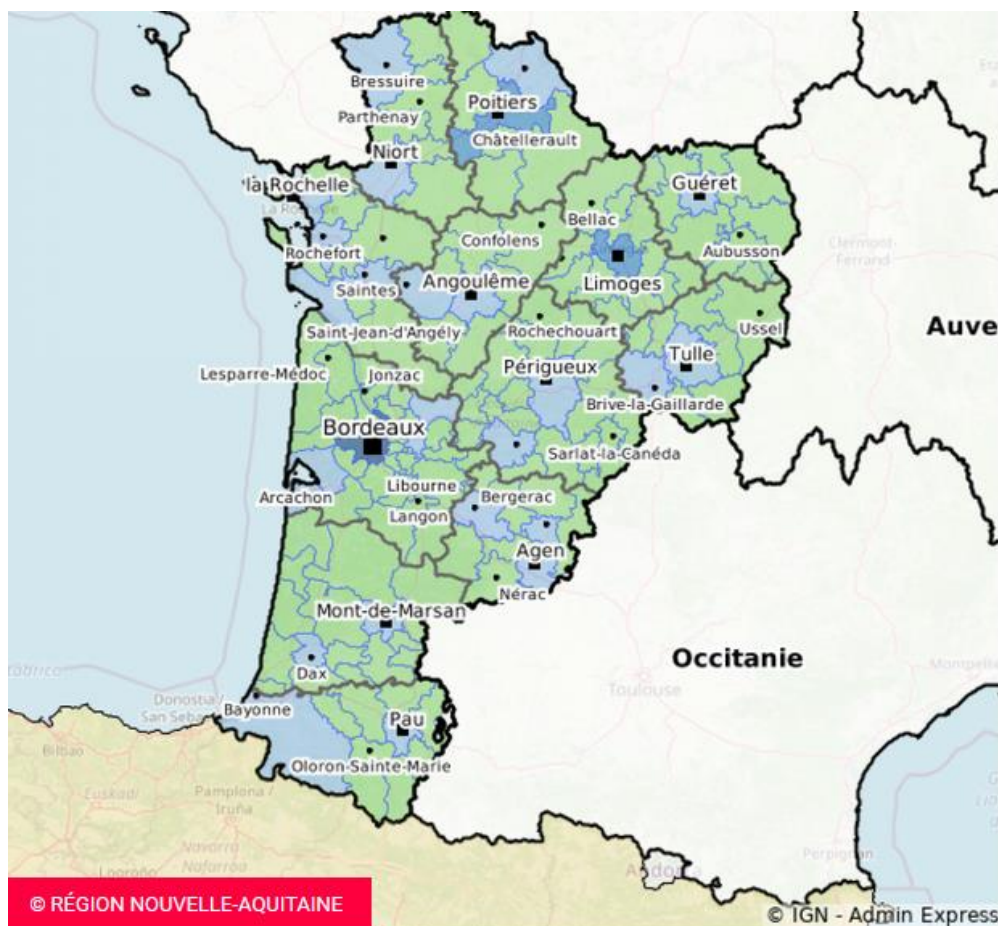 Bressuire
Poitiers
Parthenay
Châtellerault
Niort
la Rochelle
Guéret
Bellac
Confolens
Rochefort
Aubusson
Clermont-
Ferrand
Angoulême
Limoges
Saintes
Saint-Jean-d'Angély
Rochechouart
Ussel
Auve
Tulle
Périgueux
Lesparre-Médoc
Jonzac
Brive-la-Gaillarde
Bordeaux
Sarlat-la-Canéda
Libourne
Arcachon
Bergerac
Langon
Agen
Nérac
Mont-de-Marsan
Occitanie
Dax
Toulouse
Donostia /
San Seba
Bayonne
Pau
Bilbao
Oloron-Sainte-Marie
Euskadi
Pamplona /
Iruña
Navarra
Nafarroa
Perpignan
Logroño
Andorra
© RÉGION NOUVELLE-AQUITAINE
© IGN - Admin Express